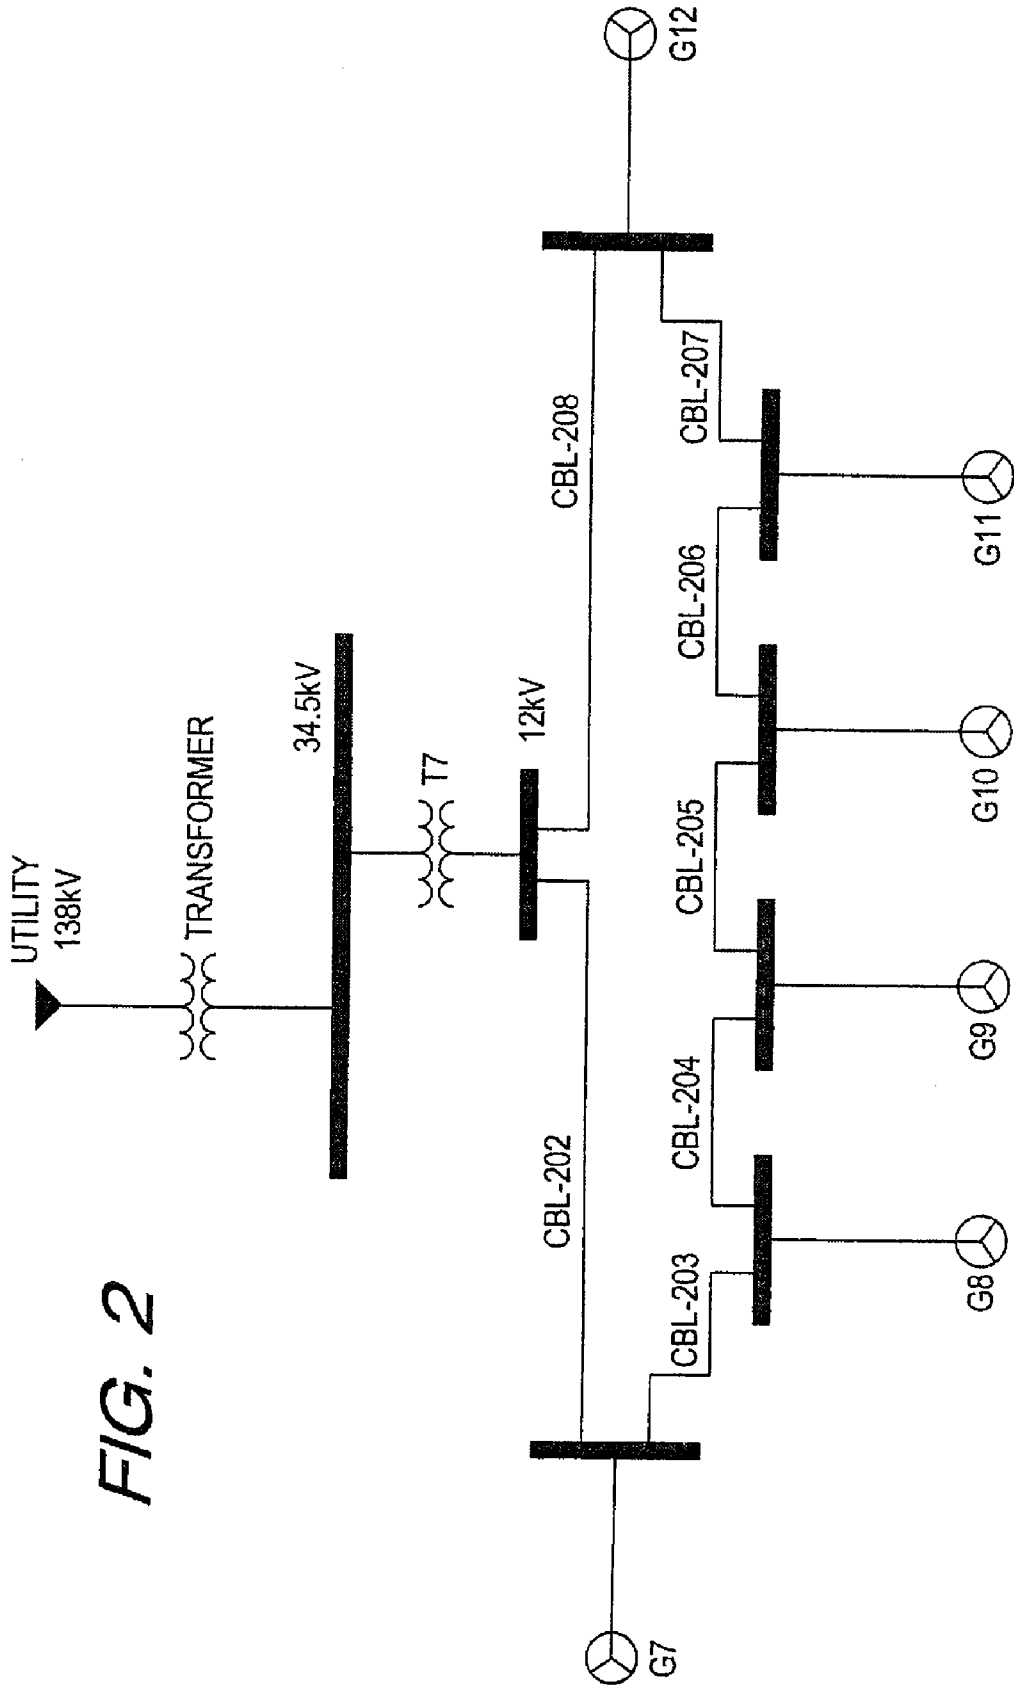 FIG. 2
UTILITY
138kV
TRANSFORMER
34.5kV
T7
12kV
CBL-202
CBL-208
CBL-203
CBL-204
CBL-205
CBL-206
CBL-207
G7
G8
G9
G10
G11
G12